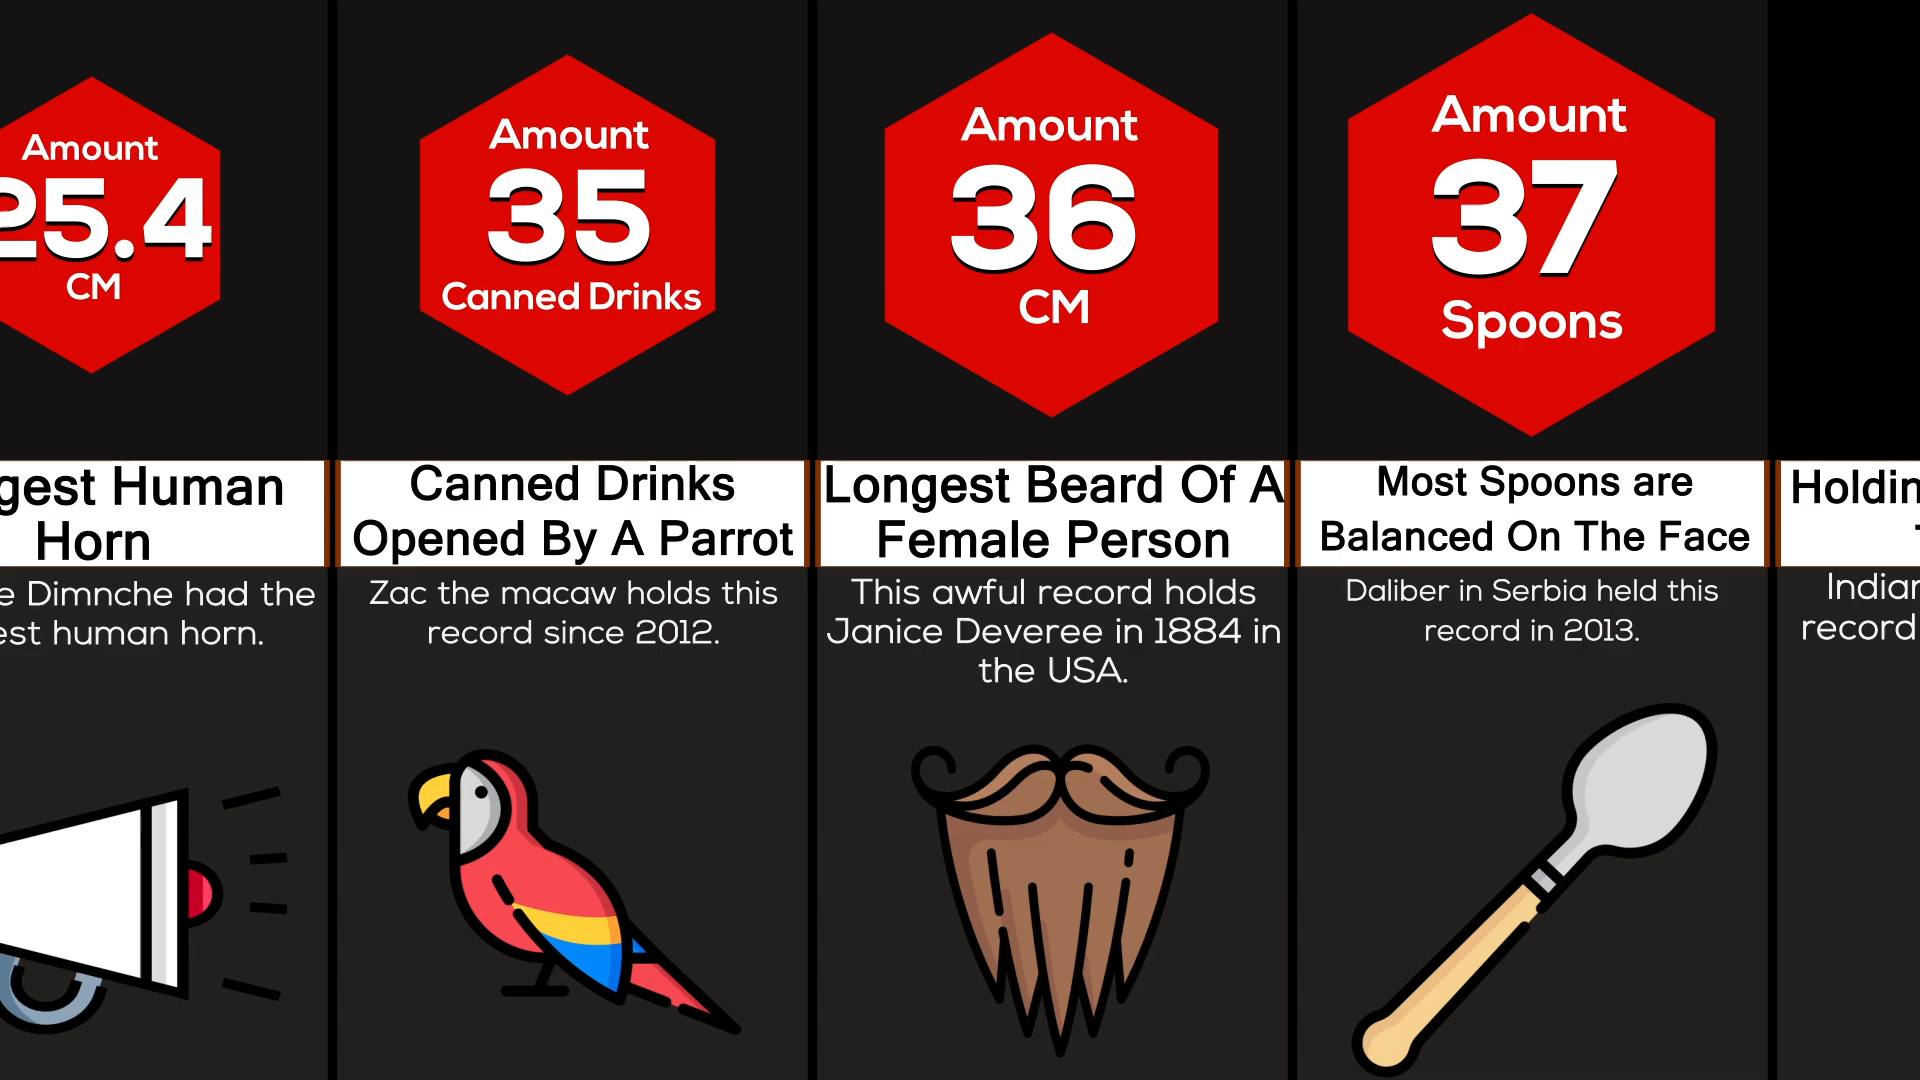 Amount
25.4
CM
gest Human
Horn
e Dimnche had the
est human horn.
Amount
35
Canned Drinks
Canned Drinks
Opened By A Parrot
Zac the macaw holds this
record since 2012.
Amount
36
CM
Longest Beard Of A
Female Person
This awful record holds
Janice Deveree in 1884 in
the USA.
Amount
37
Spoons
Most Spoons are
Balanced On The Face
Daliber in Serbia held this
record in 2013.
Holdin
Indian
record